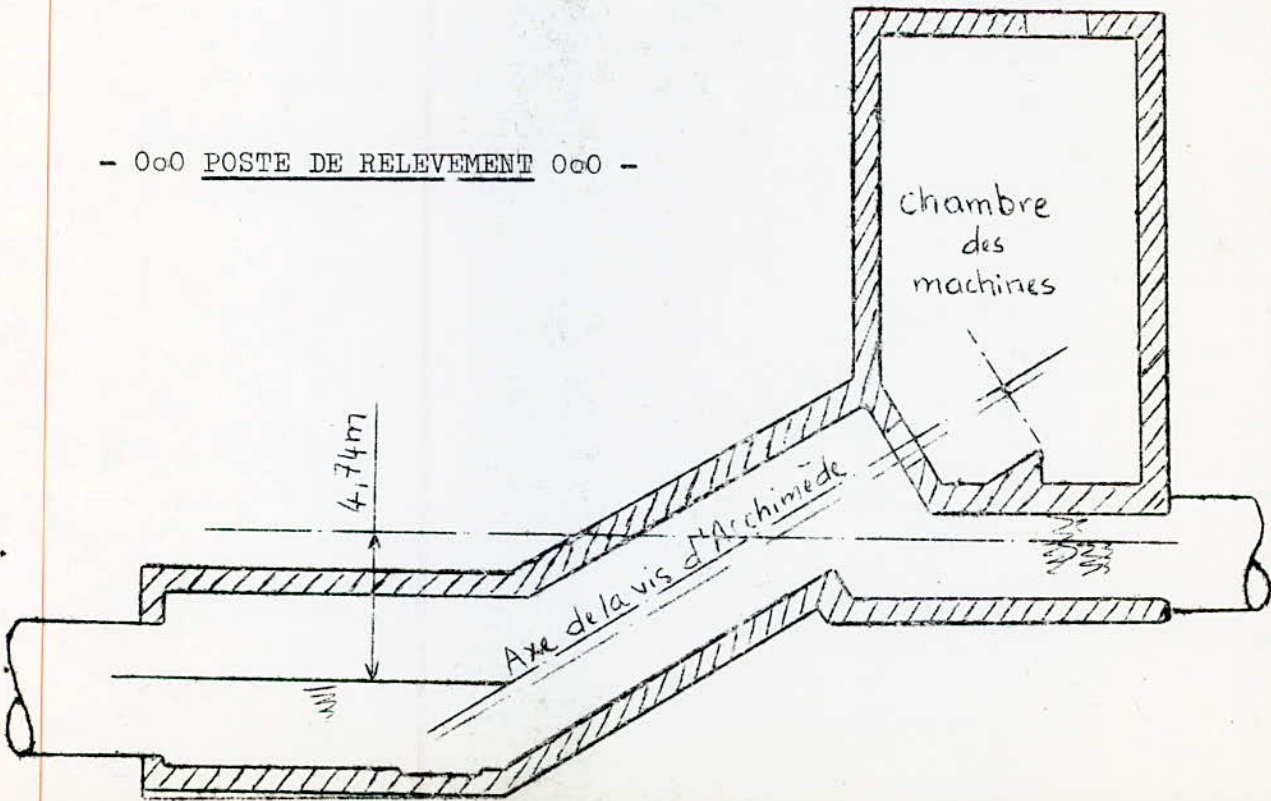 - OoO POSTE DE RELEVEMENT OoO -
chambre
des
machines
4,74m
Axe de la vis d'Archimède